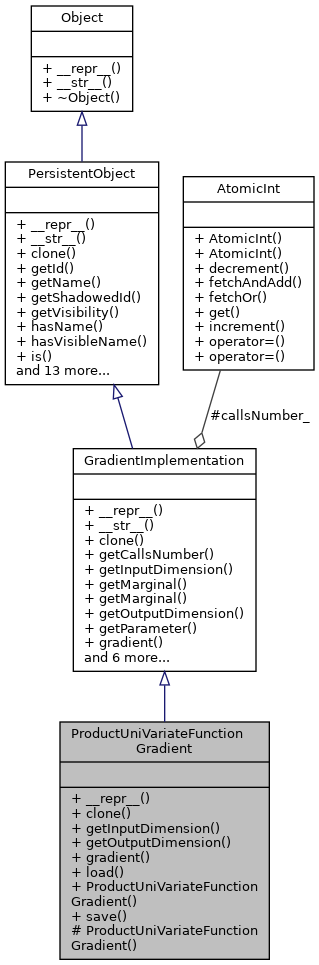 Object
+ __repr__()
+ __str__()
+ ~Object()
PersistentObject
+ __repr__()
+ __str__()
+ clone()
+ getId()
+ getName()
+ getShadowedId()
+ getVisibility()
+ hasName()
+ hasVisibleName()
+ is()
and 13 more...
AtomicInt
+ AtomicInt()
+ AtomicInt()
+ decrement()
+ fetchAndAdd()
+ fetchOr()
+ get()
+ increment()
+ operator=()
+ operator=()
#callsNumber_
GradientImplementation
+ __repr__()
+ __str__()
+ clone()
+ getCallsNumber()
+ getInputDimension()
+ getMarginal()
+ getMarginal()
+ getOutputDimension()
+ getParameter()
+ gradient()
and 6 more...
ProductUniVariateFunction
Gradient
+ __repr__()
+ clone()
+ getInputDimension()
+ getOutputDimension()
+ gradient()
+ load()
+ ProductUniVariateFunction
Gradient()
+ save()
# ProductUniVariateFunction
Gradient()